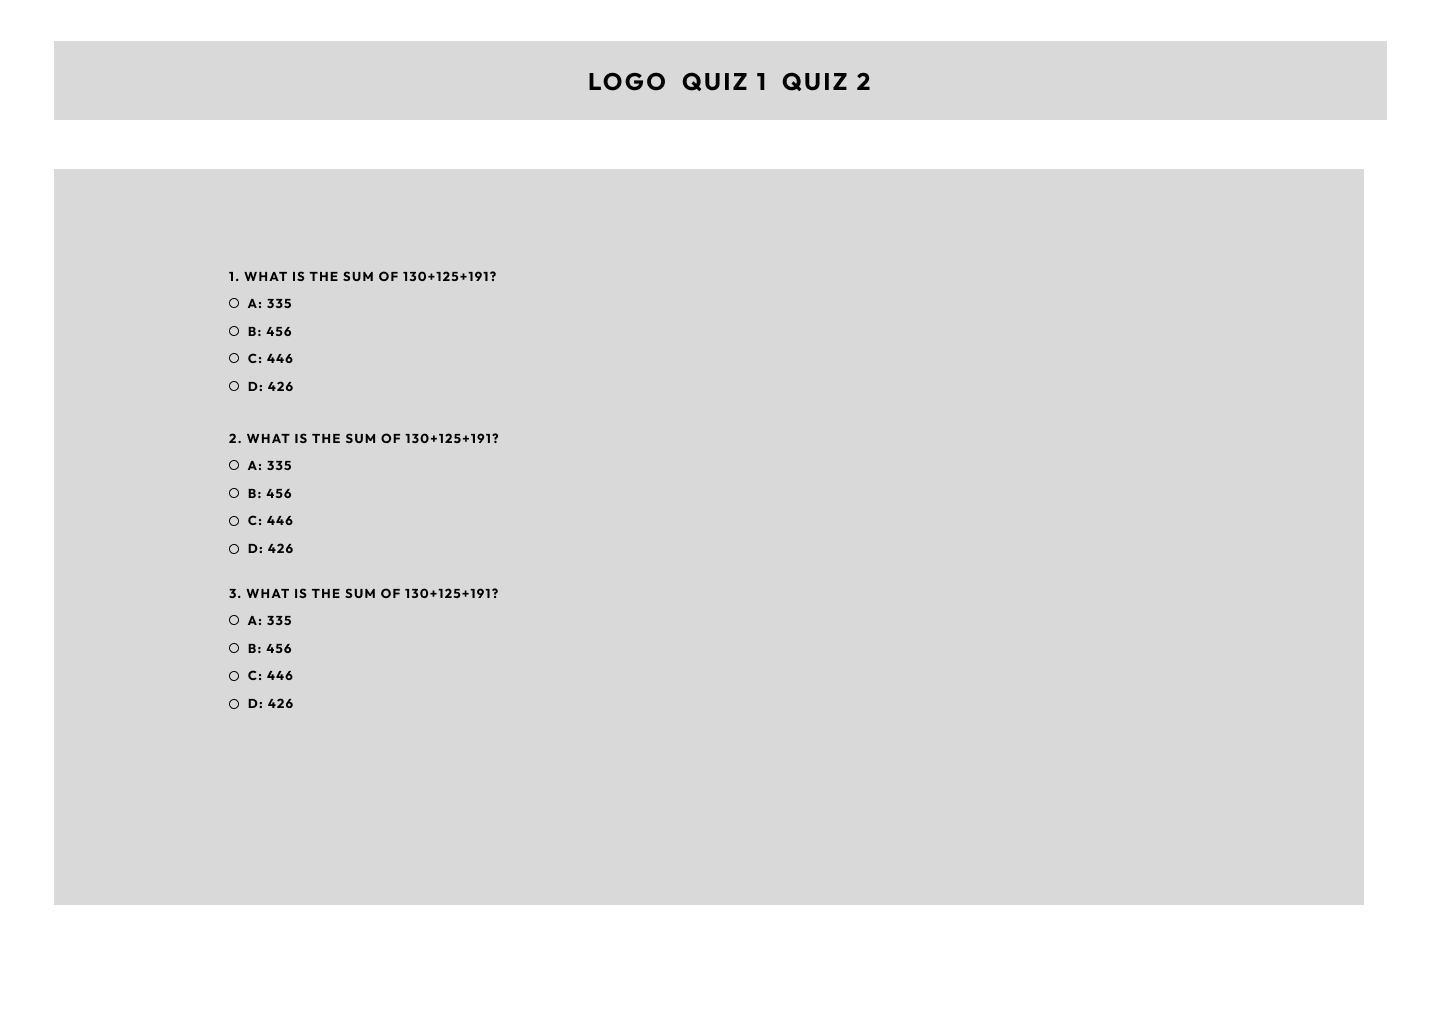 LOGO QUIZ 1 QUIZ 2
1. WHAT IS THE SUM OF 130+125+191?
A: 335
B: 456
C: 446
D: 426
2. WHAT IS THE SUM OF 130+125+191?
A: 335
B: 456
C: 446
D: 426
3. WHAT IS THE SUM OF 130+125+191?
A: 335
B: 456
C: 446
D: 426